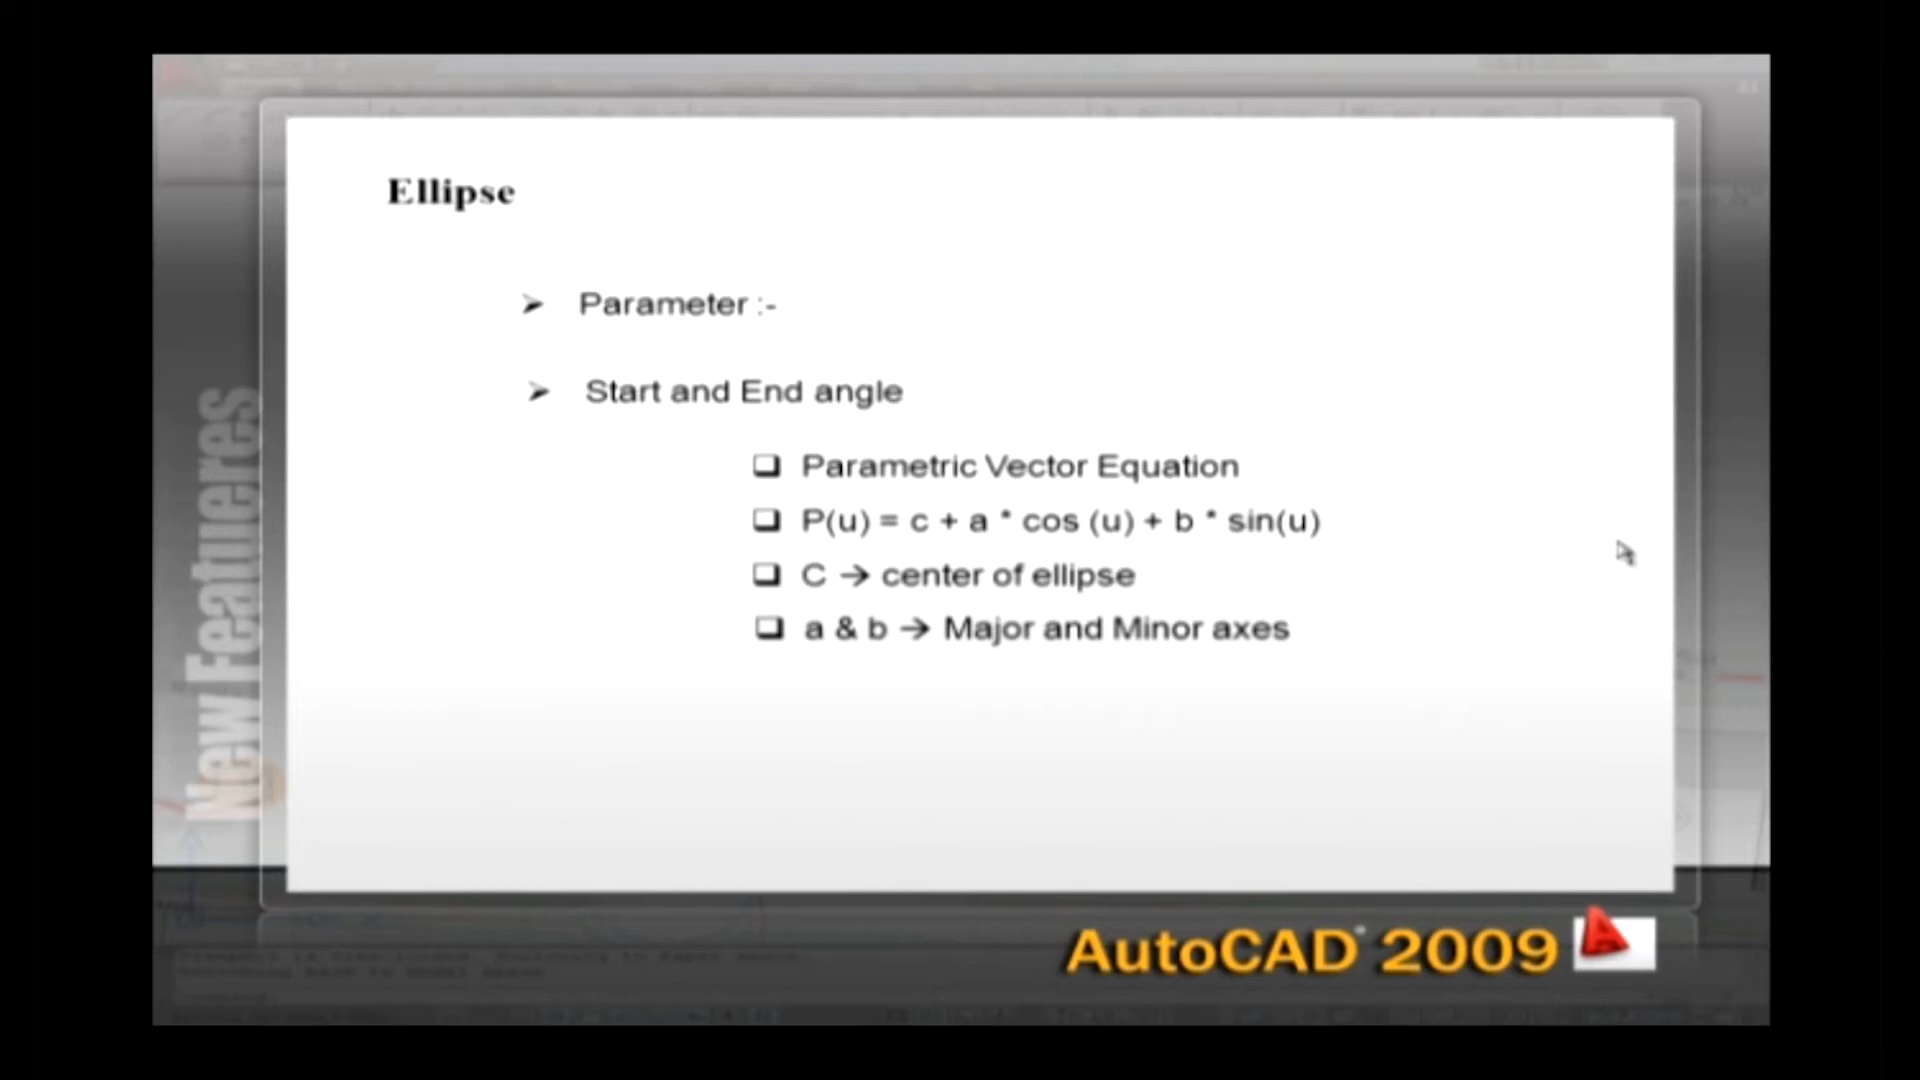 Ellipse
➢ Parameter :-
➢ Start and End angle
❑ Parametric Vector Equation
❑ P(u) = c + a * cos (u) + b * sin(u)
❑ C → center of ellipse
❑ a & b → Major and Minor axes
New Featueres
AutoCAD 2009